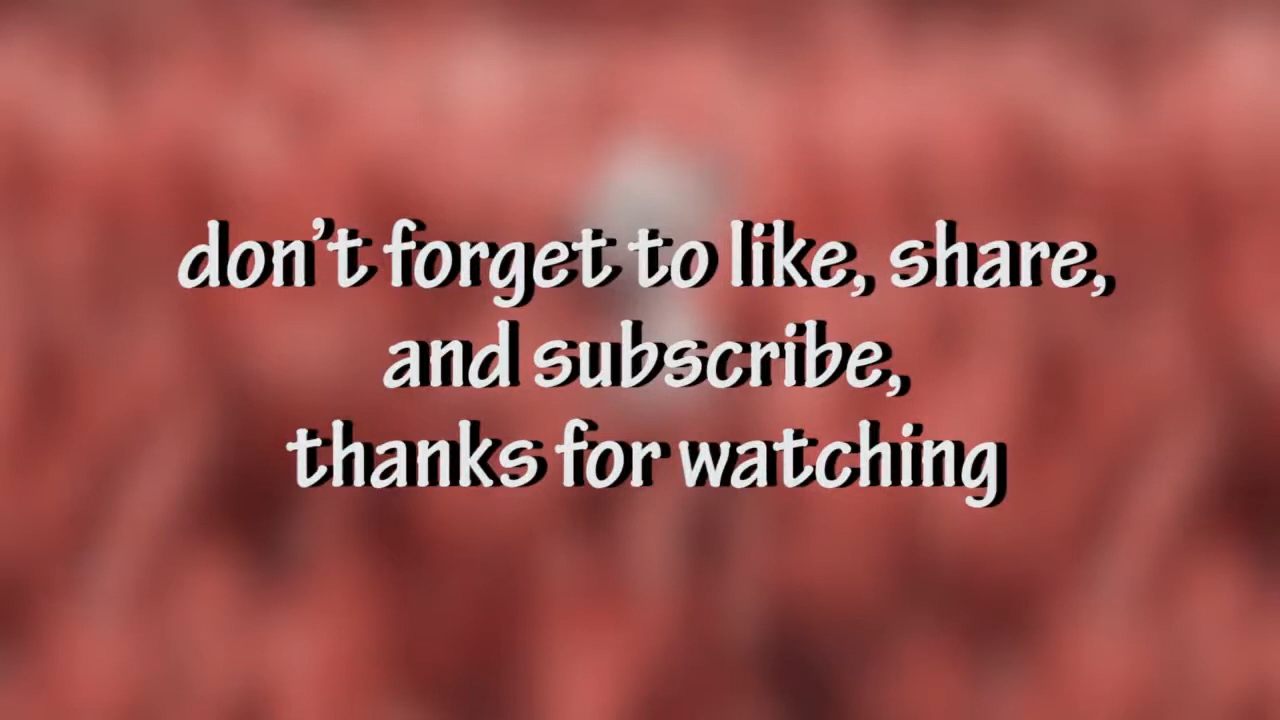 don't forget to like, share,
and subscribe,
thanks for watching